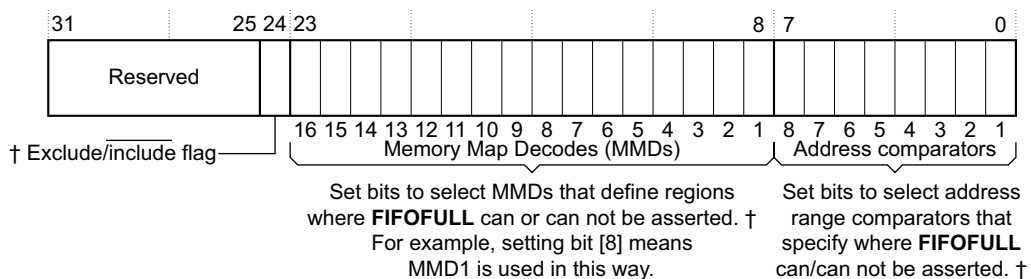 31 25 24 23 8 7 0
Reserved
16 15 14 13 12 11 10 9 8 7 6 5 4 3 2 1 8 7 6 5 4 3 2 1
† Exclude/include flag Memory Map Decodes (MMDs) Address comparators
Set bits to select MMDs that define regions
where FIFOFULL can or can not be asserted. †
For example, setting bit [8] means
MMD1 is used in this way.
Set bits to select address
range comparators that
specify where FIFOFULL
can/can not be asserted. †